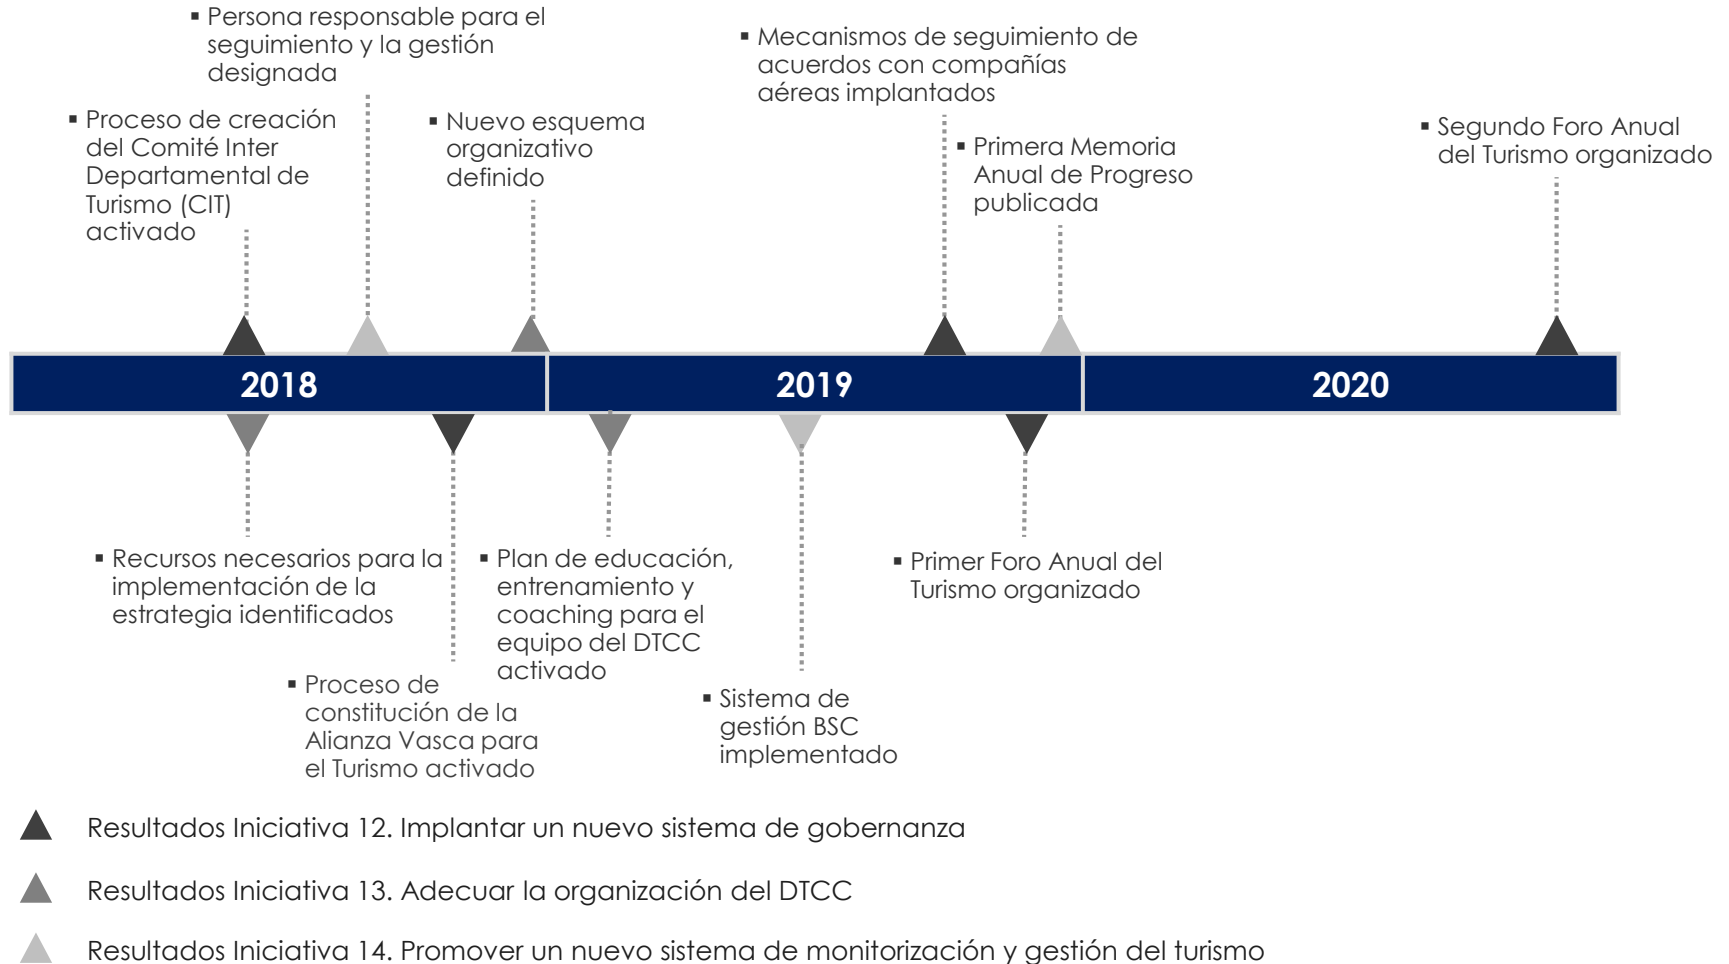 ▪ Persona responsable para el
seguimiento y la gestión
designada
▪ Mecanismos de seguimiento de
acuerdos con compañías
aéreas implantados
▪ Proceso de creación
del Comité Inter
Departamental de
Turismo (CIT)
activado
▪ Nuevo esquema
organizativo
definido
▪ Primera Memoria
Anual de Progreso
publicada
▪ Segundo Foro Anual
del Turismo organizado
2018
2019
2020
▪ Recursos necesarios para la
implementación de la
estrategia identificados
▪ Plan de educación,
entrenamiento y
coaching para el
equipo del DTCC
activado
▪ Primer Foro Anual del
Turismo organizado
▪ Proceso de
constitución de la
Alianza Vasca para
el Turismo activado
▪ Sistema de
gestión BSC
implementado
Resultados Iniciativa 12. Implantar un nuevo sistema de gobernanza
Resultados Iniciativa 13. Adecuar la organización del DTCC
Resultados Iniciativa 14. Promover un nuevo sistema de monitorización y gestión del turismo